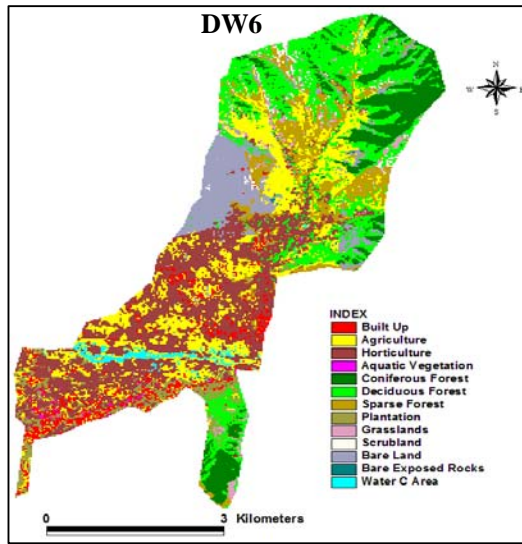 DW6
N
W E
S
INDEX
Built Up
Agriculture
Horticulture
Aquatic Vegetation
Coniferous Forest
Deciduous Forest
Sparse Forest
Plantation
Grasslands
Scrubland
Bare Land
Bare Exposed Rocks
Water C Area
0 3 Kilometers